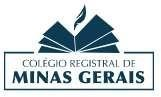 COLÉGIO REGISTRAL DE
MINAS GERAIS